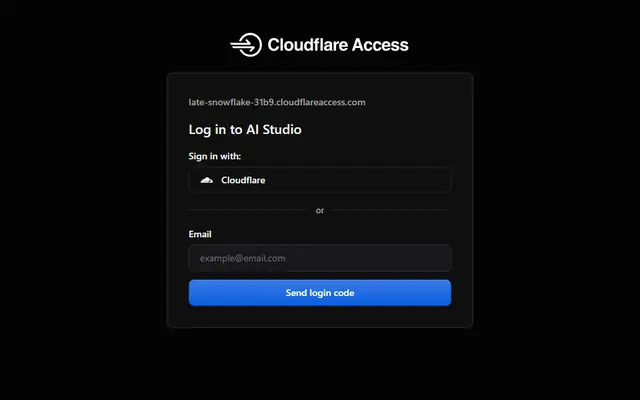 Cloudflare Access
late-snowflake-31b9.cloudflareaccess.com
Log in to AI Studio
Sign in with:
Cloudflare
or
Email
example@email.com
Send login code